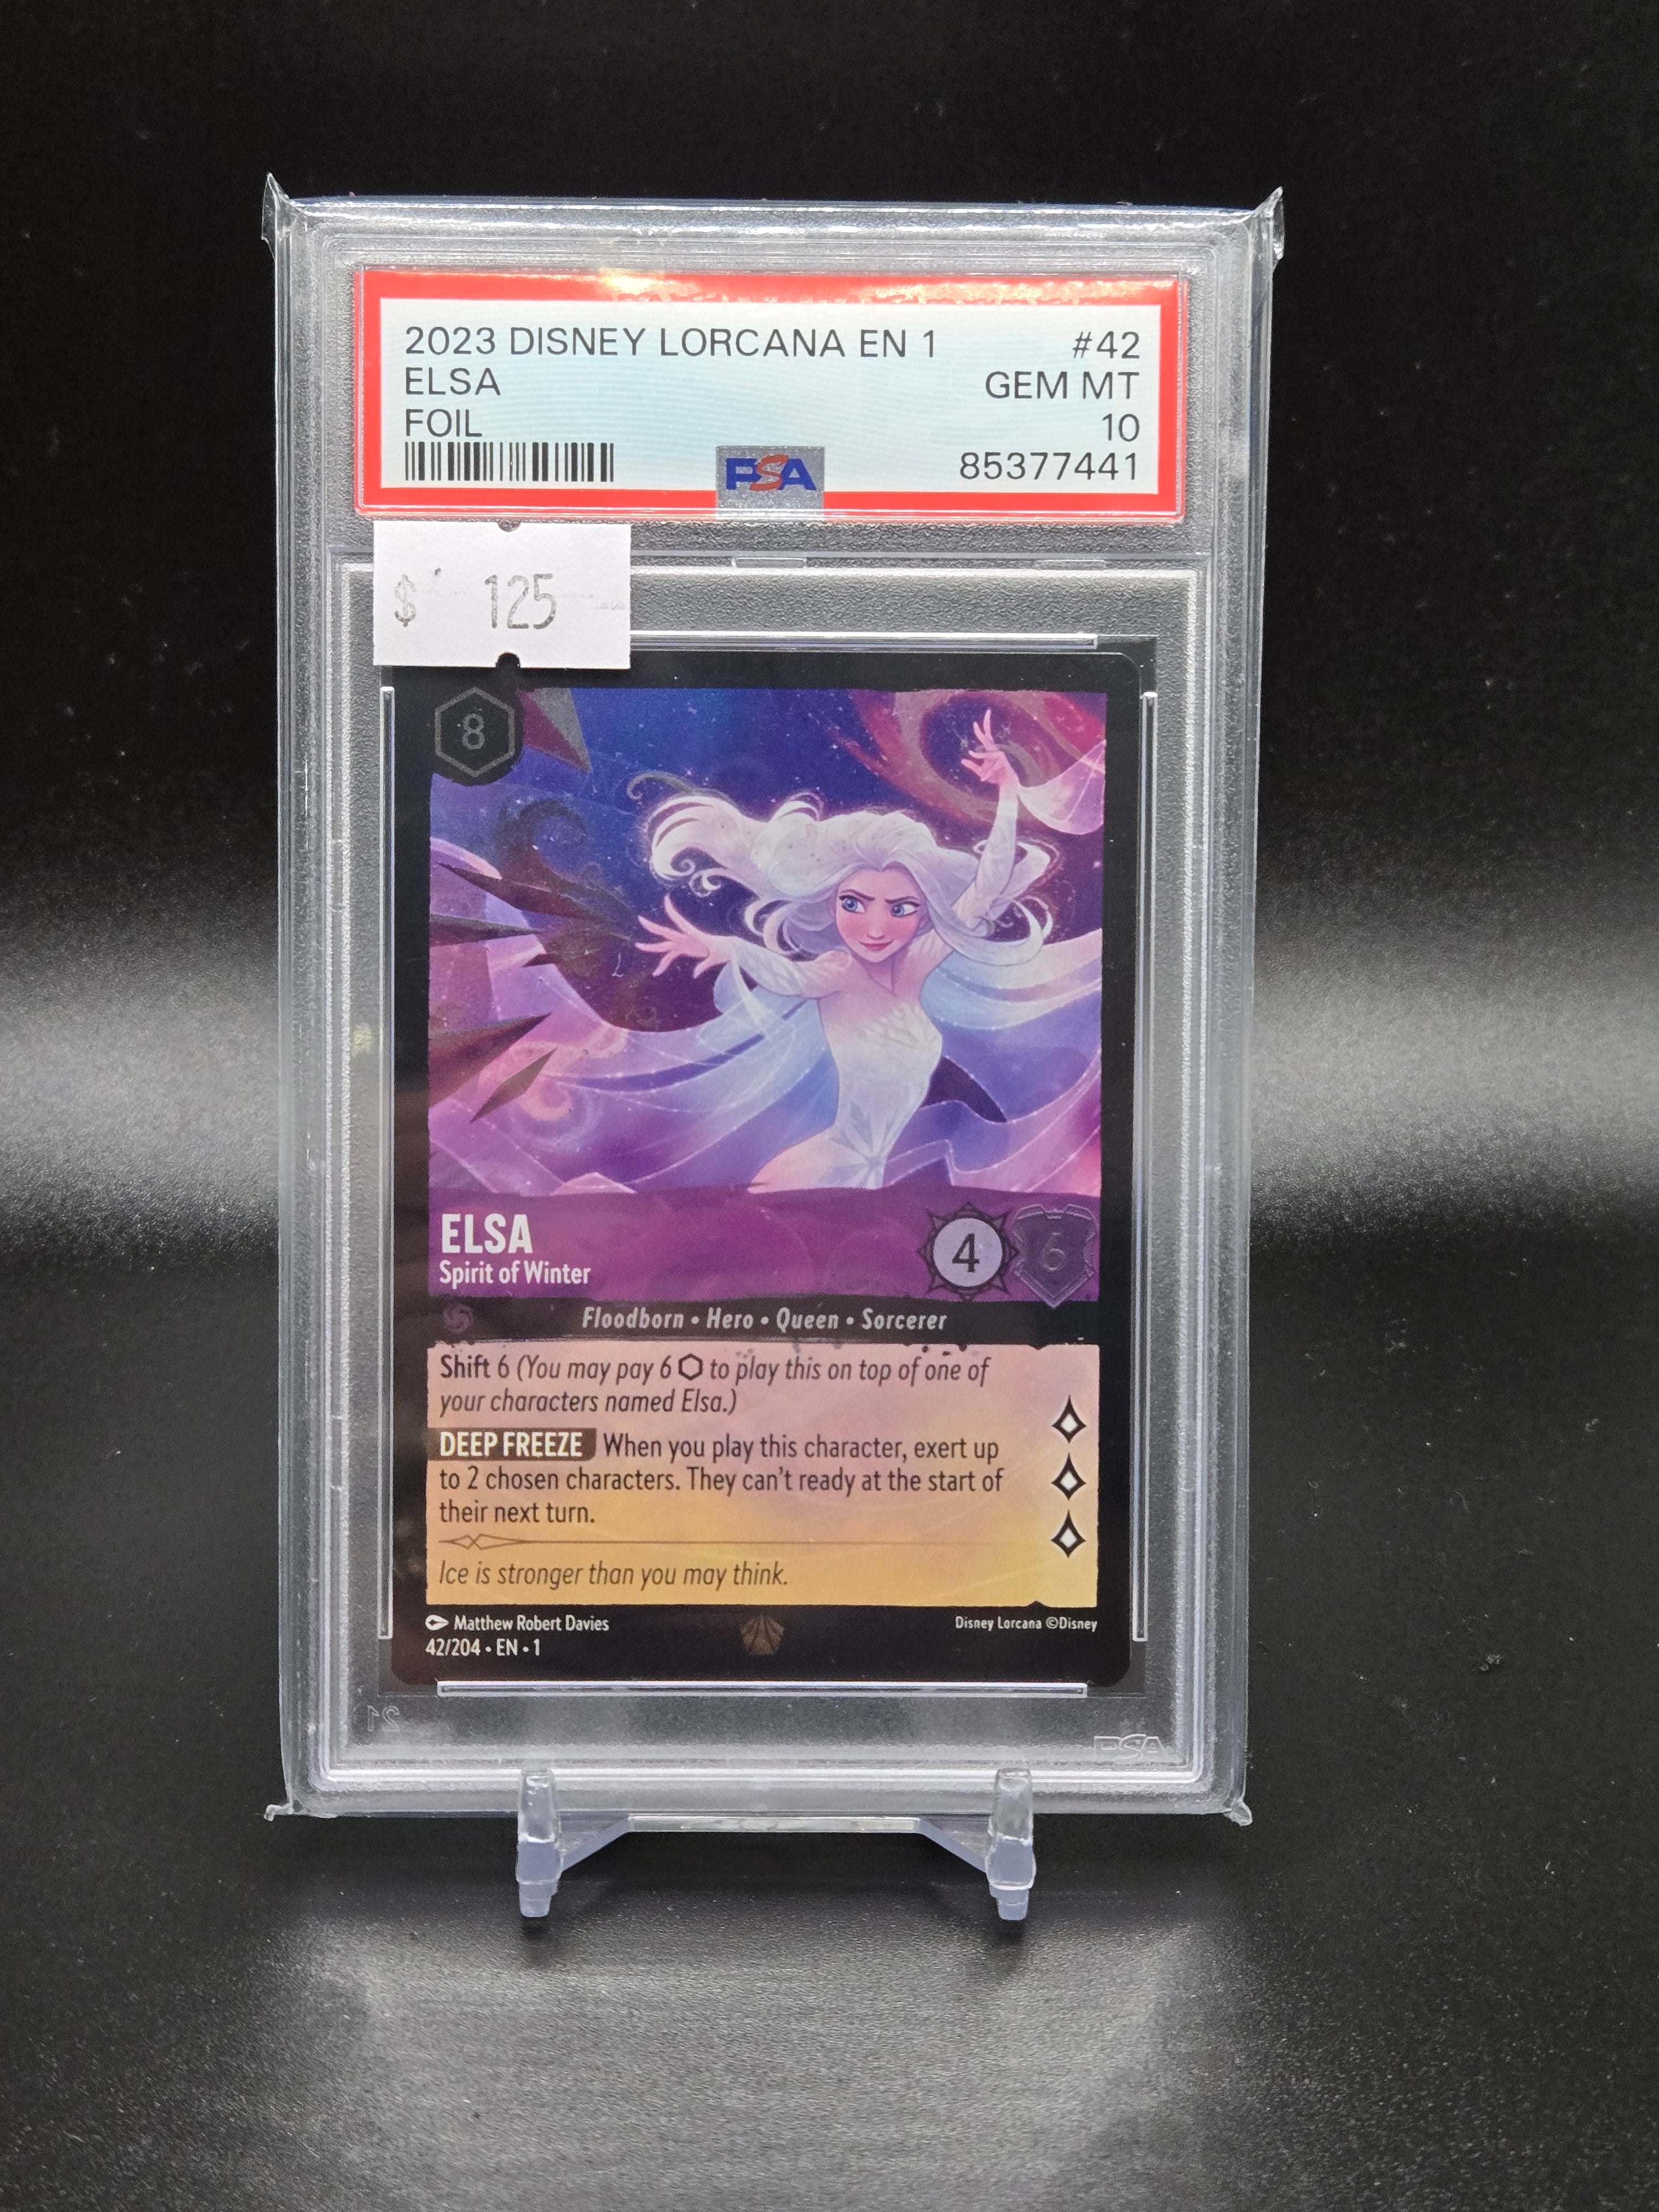 2023 DISNEY LORCANA EN 1 #42
ELSA GEM MT
FOIL 10
PSA 85377441
$ 125
8
ELSA
Spirit of Winter
4 6
Floodborn • Hero • Queen • Sorcerer
Shift 6 (You may pay 6 ⬡ to play this on top of one of
your characters named Elsa.)
DEEP FREEZE When you play this character, exert up
to 2 chosen characters. They can't ready at the start of
their next turn.
Ice is stronger than you may think.
Matthew Robert Davies Disney Lorcana ©Disney
42/204 • EN • 1
21
PSA